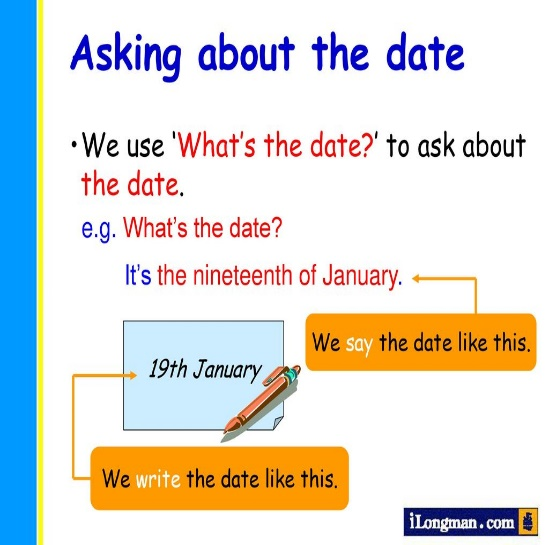 Asking about the date
•We use ‘What's the date?’ to ask about
the date.
e.g. What's the date?
It's the nineteenth of January.
We say the date like this.
19th January
We write the date like this.
iLongman.com